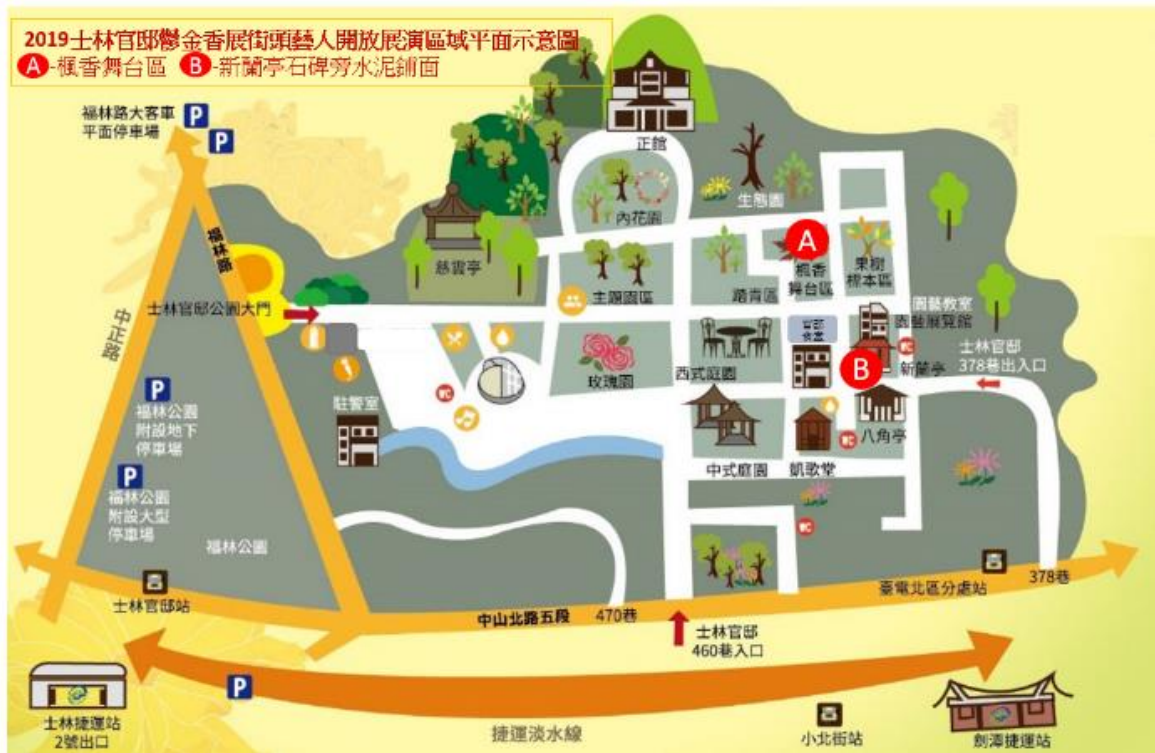 2019士林官邸鬱金香展街頭藝人開放展演區域平面示意圖
A-楓香舞台區 B-新蘭亭石碑旁水泥鋪面
福林路大客車
平面停車場
P
P
正館
生態園
內花園
慈雲亭
福林路
中正路
士林官邸公園大門
主題園區
踏青區
A
楓香
舞台區
果樹
標本區
園藝教室
園藝展覽館
士林官邸
378巷出入口
玫瑰園
西式庭園
B
新蘭亭
WC
駐警室
WC
中式庭園
凱歌堂
WC
八角亭
WC
P
福林公園
附設地下
停車場
P
福林公園
附設大型
停車場
福林公園
士林官邸站
中山北路五段
470巷
臺電北區分處站
378巷
士林官邸
460巷入口
P
士林捷運站
2號出口
捷運淡水線
小北街站
劍潭捷運站